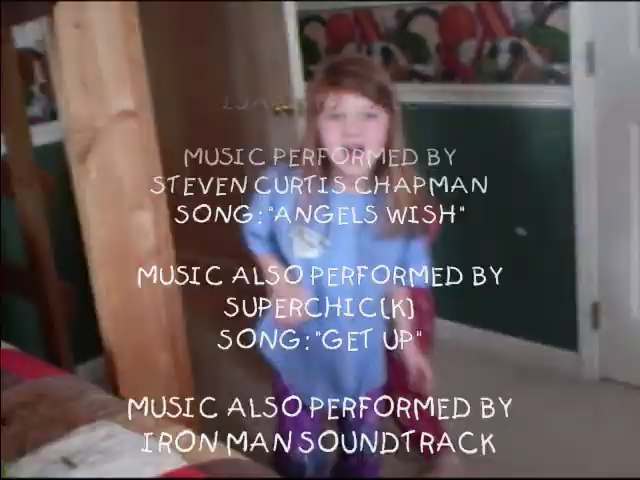 MUSIC PERFORMED BY
STEVEN CURTIS CHAPMAN
SONG:"ANGELS WISH"
MUSIC ALSO PERFORMED BY
SUPERCHIC[K]
SONG:"GET UP"
MUSIC ALSO PERFORMED BY
IRON MAN SOUNDTRACK